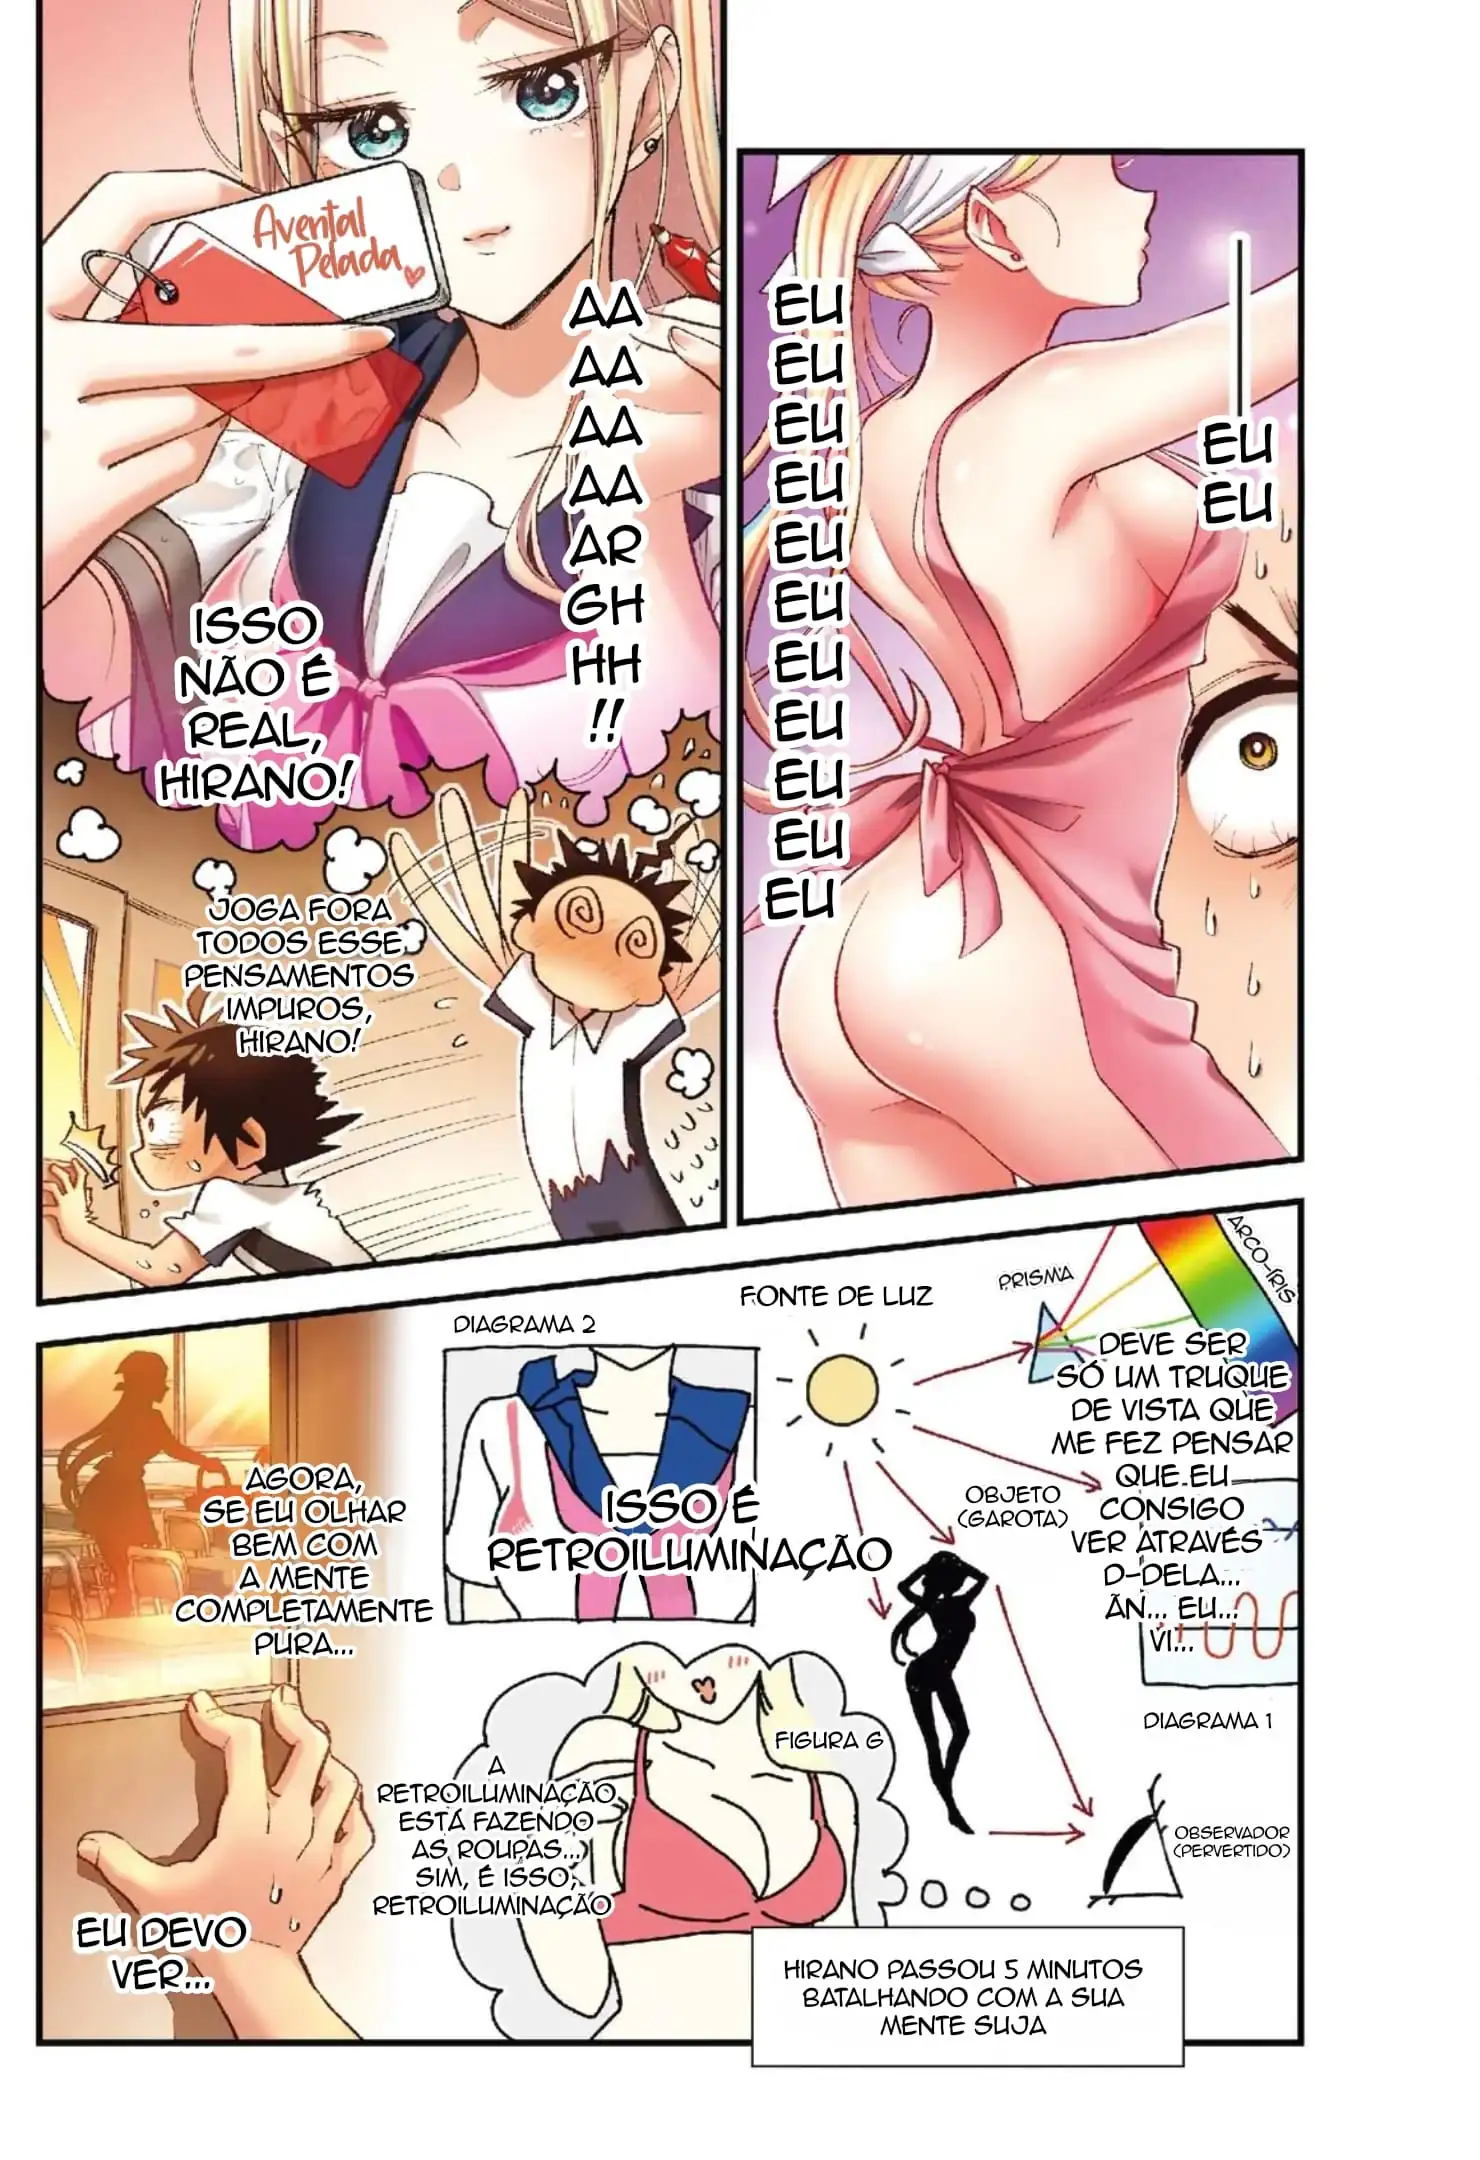 EU
EU
EU
EU
EU
EU
EU
EU
EU
EU
EU
EU
EU
Avental
Pelada
AA
AA
AA
AA
AR
GH
HH
!!
ISSO
NÃO É
REAL,
HIRANO!
JOGA FORA
TODOS ESSE
PENSAMENTOS
IMPUROS,
HIRANO!
ARCO-ÍRIS
PRISMA
FONTE DE LUZ
DEVE SER
SÓ UM TRUQUE
DE VISTA QUE
ME FEZ PENSAR
QUE EU
CONSIGO
VER ATRAVÉS
D-DELA...
ÃN... EU...
VI...
DIAGRAMA 1
OBJETO
(GAROTA)
OBSERVADOR
(PERVERTIDO)
DIAGRAMA 2
ISSO É
RETROILUMINAÇÃO
FIGURA G
A
RETROILUMINAÇÃO
ESTÁ FAZENDO
AS ROUPAS...
SIM, É ISSO,
RETROILUMINAÇÃO
HIRANO PASSOU 5 MINUTOS
BATALHANDO COM A SUA
MENTE SUJA
AGORA,
SE EU OLHAR
BEM COM
A MENTE
COMPLETAMENTE
PURA...
EU DEVO
VER...